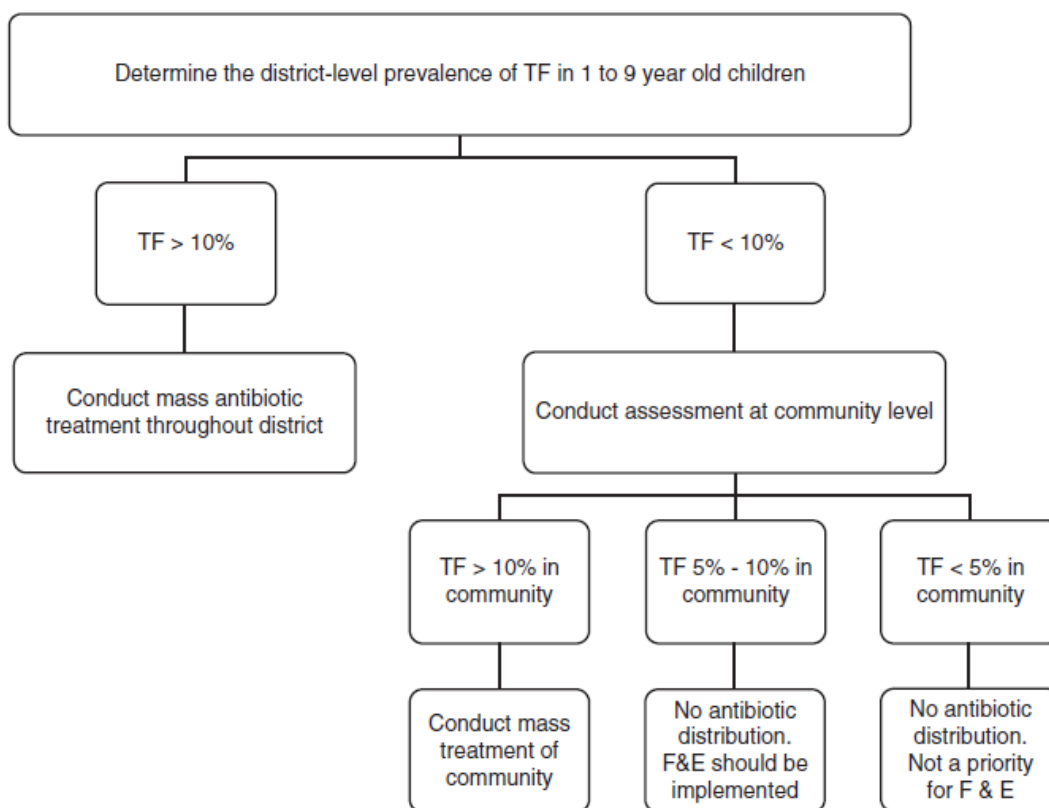 Determine the district-level prevalence of TF in 1 to 9 year old children
TF > 10%
TF < 10%
Conduct mass antibiotic
treatment throughout district
Conduct assessment at community level
TF > 10% in
community
TF 5% - 10% in
community
TF < 5% in
community
Conduct mass
treatment of
community
No antibiotic
distribution.
F&E should be
implemented
No antibiotic
distribution.
Not a priority
for F & E